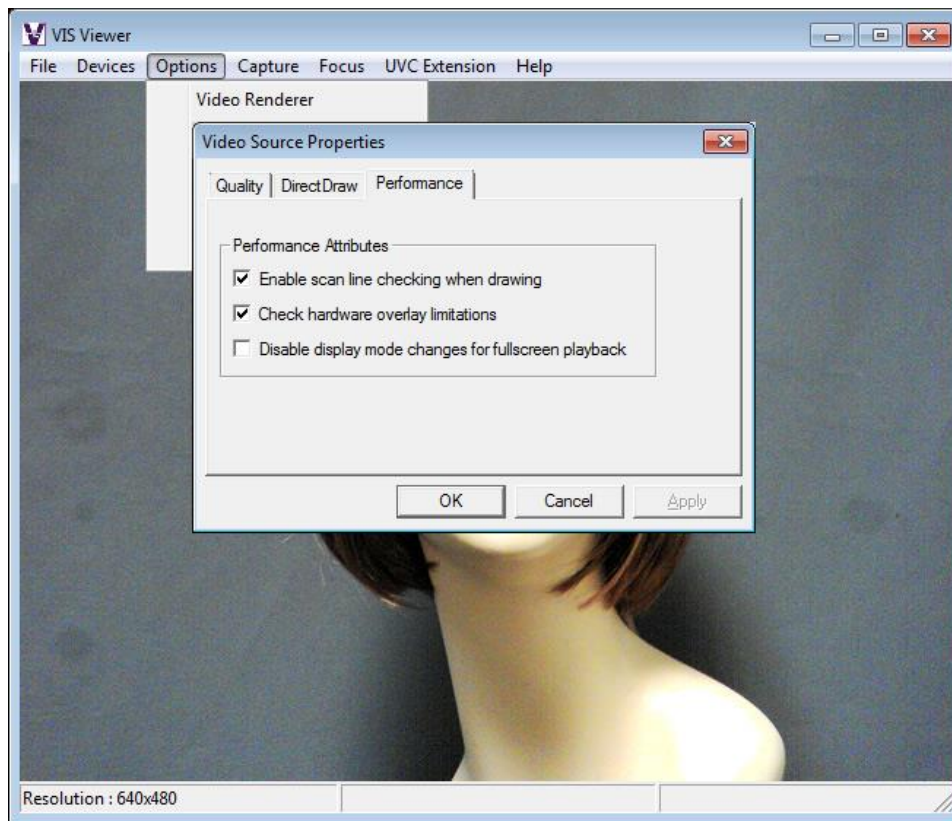 VIS Viewer
File Devices Options Capture Focus UVC Extension Help
Video Renderer
Video Source Properties
Quality DirectDraw Performance
Performance Attributes
Enable scan line checking when drawing
Check hardware overlay limitations
Disable display mode changes for fullscreen playback
OK Cancel Apply
Resolution : 640x480